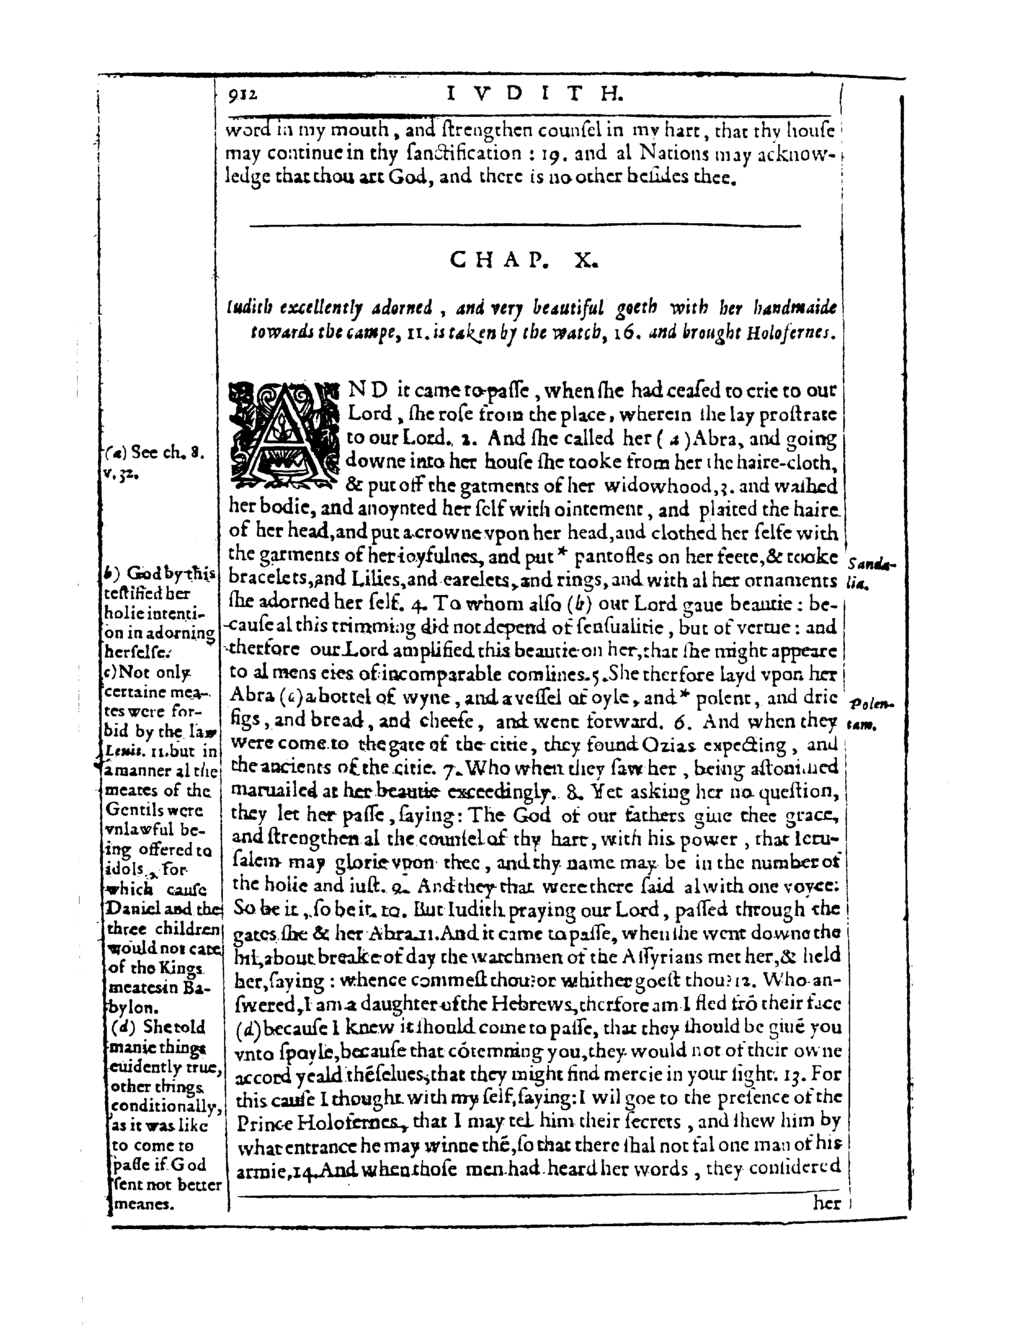 912
I V D I T H.
word in my mouth, and ſtrengthen counſel in my hart, that thy houſe
may continue in thy ſanctification : 19. and al Nations may acknow-
ledge that thou art God, and there is no other beſides thee.
C H A P. X.
Iudith excellently adorned, and very beautiful goeth with her handmaide
towards the campe, 11. is taken by the watch, 16. and brought Holofernes.
AND it came to paſſe, when ſhe had ceaſed to crie to our
Lord, ſhe roſe from the place, wherein ſhe lay proſtrate
to our Lord. 2. And ſhe called her (a) Abra, and going
downe into her houſe ſhe tooke from her the haire-cloth,
& put off the garments of her widowhood, 3. and waſhed
her bodie, and anoynted her ſelf with ointement, and plaited the haire
of her head, and put a crowne vpon her head, and clothed her ſelfe with
the garments of her ioyfulnes, and put * pantofles on her feete, & tooke
bracelets, and Lilies, and earelets, and rings, and with al her ornaments
ſhe adorned her ſelf. 4. To whom alſo (b) our Lord gaue beautie : be-
cauſe al this trimming did not depend of ſenſualitie, but of vertue : and
therfore our Lord amplified this beautie on her, that ſhe might appeare
to al mens eies of incomparable comlines. 5. She therfore layd vpon her
Abra (c) a bottel of wyne, and a veſſel of oyle, and * polent, and drie
figs, and bread, and cheeſe, and went forward. 6. And when they
were come to the gate of the citie, they found Ozias expecting, and
the ancients of the citie. 7. Who when they ſaw her, being aſtonished
maruailed at her beautie exceedingly. 8. Yet asking her no queſtion,
they let her paſſe, ſaying: The God of our fathers giue thee grace,
and ſtrengthen al the counſel of thy hart, with his power, that Ieru-
ſalem may glorie vpon thee, and thy name may be in the number of
the holie and iuſt. 9. And they that were there ſaid al with one voyce:
So be it, ſo be it. 10. But Iudith praying our Lord, paſſed through the
gates ſhe & her Abra. 11. And it came to paſſe, when ſhe went downe the
hil, about breake of day the watchmen of the Aſſyrians met her, & held
her, ſaying : whence commeſt thou? or whither goeſt thou? 12. Who an-
ſwered, I am a daughter of the Hebrews, therfore am I fled frõ their face
(d) becauſe I knew it ſhould come to paſſe, that they ſhould be giuẽ you
vnto ſpoyle, becauſe that cõtemning you, they would not of their owne
accord yeald thẽſelues, that they might find mercie in your ſight. 13. For
this cauſe I thought with my ſelf, ſaying: I wil goe to the preſence of the
Prince Holofernes, that I may tel him their ſecrets, and ſhew him by
what entrance he may winne thẽ, ſo that there ſhal not fal one man of his
armie. 14. And when thoſe men had heard her words, they conſidered
her
(a) See ch. 8.
v. 32.
b) God by this
teſtified her
holie intenti-
on in adorning
herſelfe.
c) Not only
certaine mea-
tes were for-
bid by the law
Leuit. 11. but in
a manner al the
meates of the
Gentils were
vnlawful be-
ing offered to
idols, for
which cauſe
Daniel and the
three children
would not eate
of the Kings
meates in Ba-
bylon.
(d) She told
manie things
euidently true,
other things
conditionally,
as it was like
to come to
paſſe if God
ſent not better
meanes.
Sanda-
lia.
Polen-
tam.